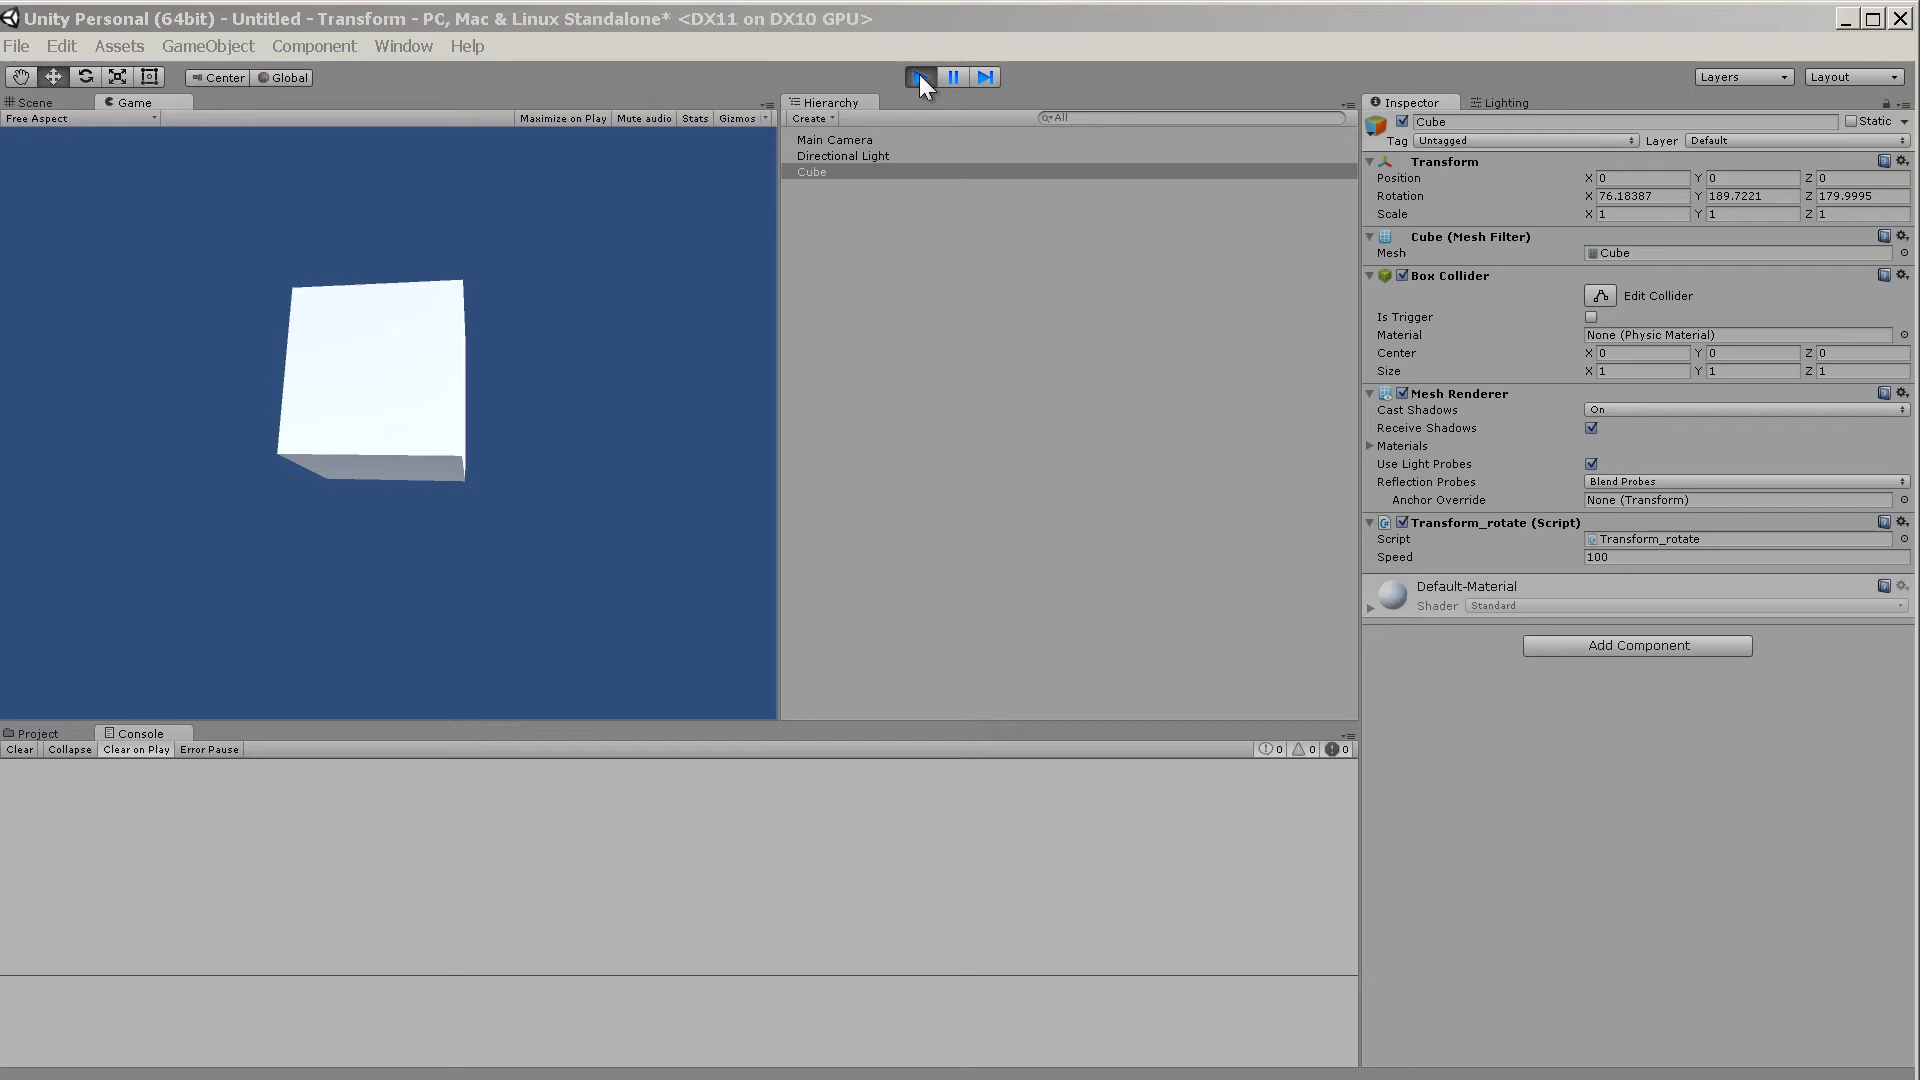 Unity Personal (64bit) - Untitled - Transform - PC, Mac & Linux Standalone* <DX11 on DX10 GPU>
File Edit Assets GameObject Component Window Help
Center Global Layers Layout
Scene Game
Free Aspect Maximize on Play Mute audio Stats Gizmos
Hierarchy
Create All
Main Camera
Directional Light
Cube
Project Console
Clear Collapse Clear on Play Error Pause 0 0 0
Inspector Lighting
Cube Static
Tag Untagged Layer Default
Transform
Position X 0 Y 0 Z 0
Rotation X 76.18387 Y 189.7221 Z 179.9995
Scale X 1 Y 1 Z 1
Cube (Mesh Filter)
Mesh Cube
Box Collider
Edit Collider
Is Trigger
Material None (Physic Material)
Center X 0 Y 0 Z 0
Size X 1 Y 1 Z 1
Mesh Renderer
Cast Shadows On
Receive Shadows
Materials
Use Light Probes
Reflection Probes Blend Probes
Anchor Override None (Transform)
Transform_rotate (Script)
Script Transform_rotate
Speed 100
Default-Material
Shader Standard
Add Component